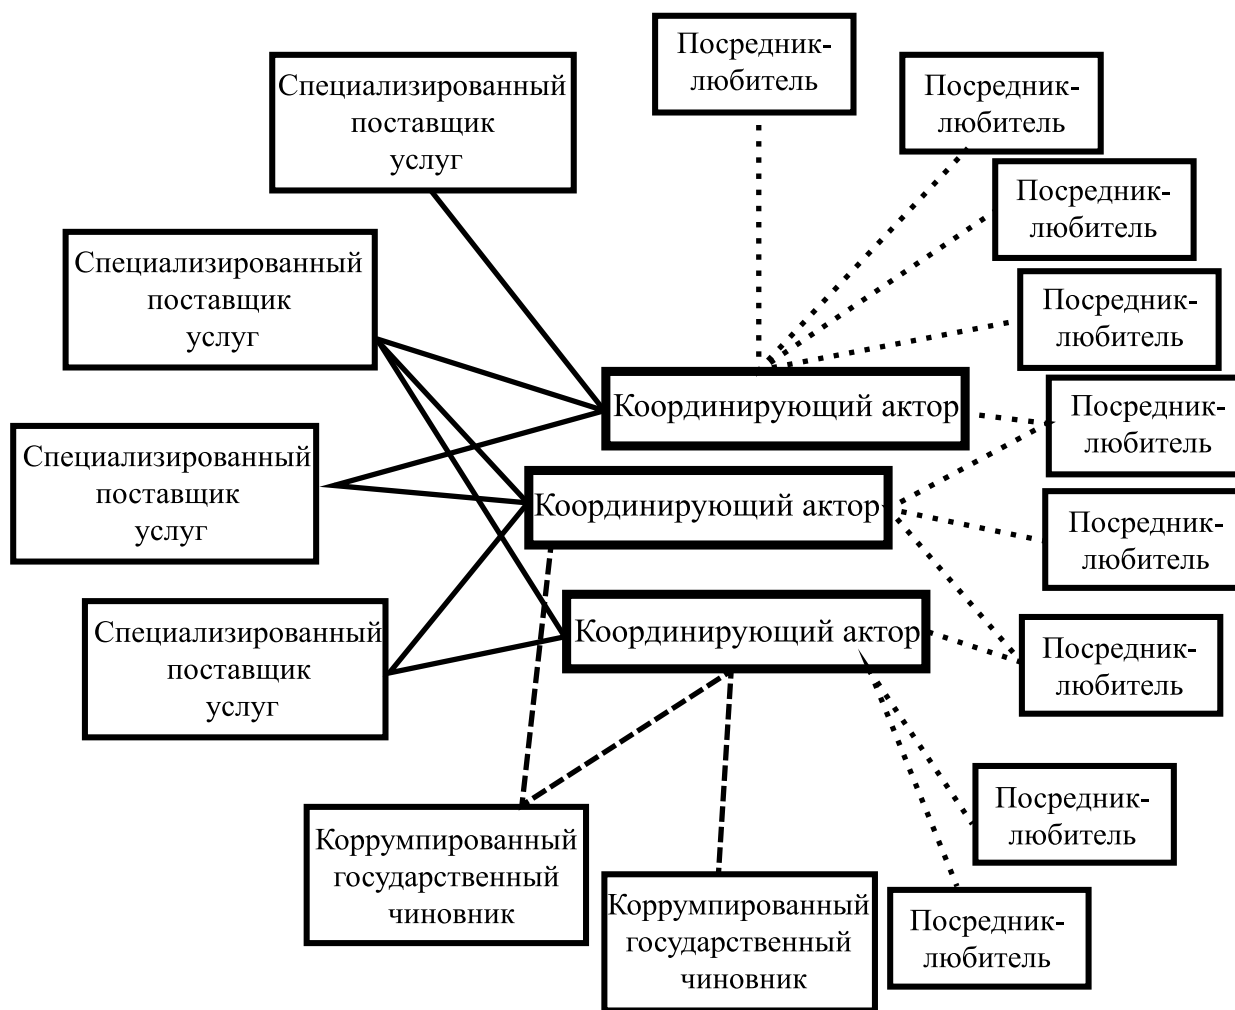 Посредник-
любитель
Специализированный
поставщик
услуг
Посредник-
любитель
Посредник-
любитель
Специализированный
поставщик
услуг
Посредник-
любитель
Координирующий актор
Посредник-
любитель
Специализированный
поставщик
услуг
Координирующий актор
Посредник-
любитель
Специализированный
поставщик
услуг
Координирующий актор
Посредник-
любитель
Посредник-
любитель
Коррумпированный
государственный
чиновник
Коррумпированный
государственный
чиновник
Посредник-
любитель